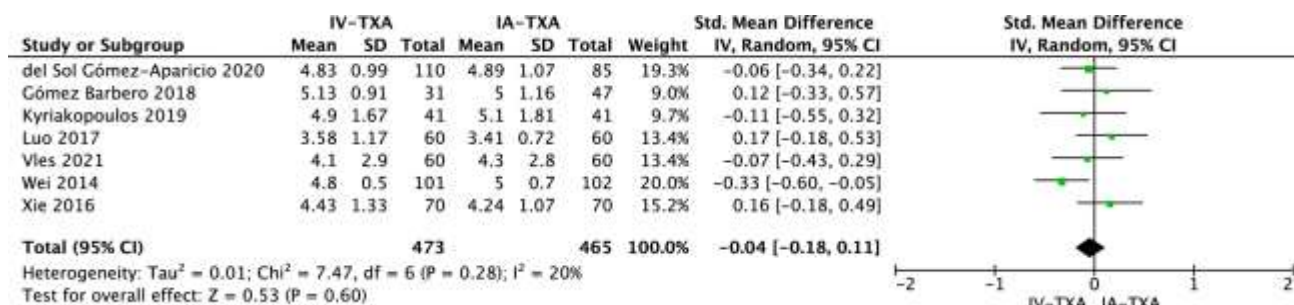 IV-TXA IA-TXA Std. Mean Difference Std. Mean Difference
Study or Subgroup Mean SD Total Mean SD Total Weight IV, Random, 95% CI IV, Random, 95% CI
del Sol Gómez-Aparicio 2020 4.83 0.99 110 4.89 1.07 85 19.3% -0.06 [-0.34, 0.22]
Gómez Barbero 2018 5.13 0.91 31 5 1.16 47 9.0% 0.12 [-0.33, 0.57]
Kyriakopoulos 2019 4.9 1.67 41 5.1 1.81 41 9.7% -0.11 [-0.55, 0.32]
Luo 2017 3.58 1.17 60 3.41 0.72 60 13.4% 0.17 [-0.18, 0.53]
Vles 2021 4.1 2.9 60 4.3 2.8 60 13.4% -0.07 [-0.43, 0.29]
Wei 2014 4.8 0.5 101 5 0.7 102 20.0% -0.33 [-0.60, -0.05]
Xie 2016 4.43 1.33 70 4.24 1.07 70 15.2% 0.16 [-0.18, 0.49]
Total (95% CI) 473 465 100.0% -0.04 [-0.18, 0.11]
Heterogeneity: Tau² = 0.01; Chi² = 7.47, df = 6 (P = 0.28); I² = 20%
Test for overall effect: Z = 0.53 (P = 0.60)
-2 -1 0 1 2
IV-TXA IA-TXA